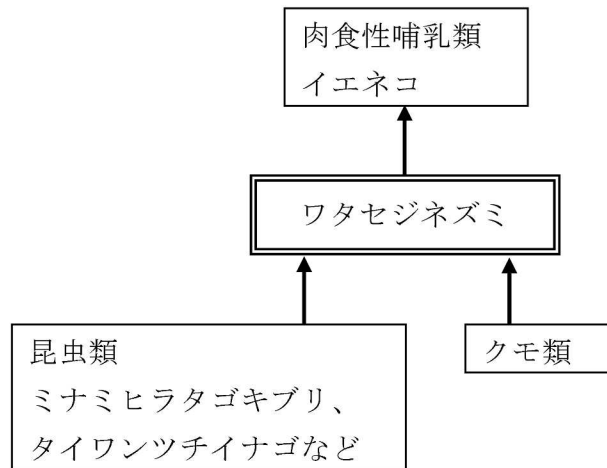 肉食性哺乳類
イエネコ
ワタセジネズミ
昆虫類
ミナミヒラタゴキブリ、
タイワンツチイナゴなど
クモ類